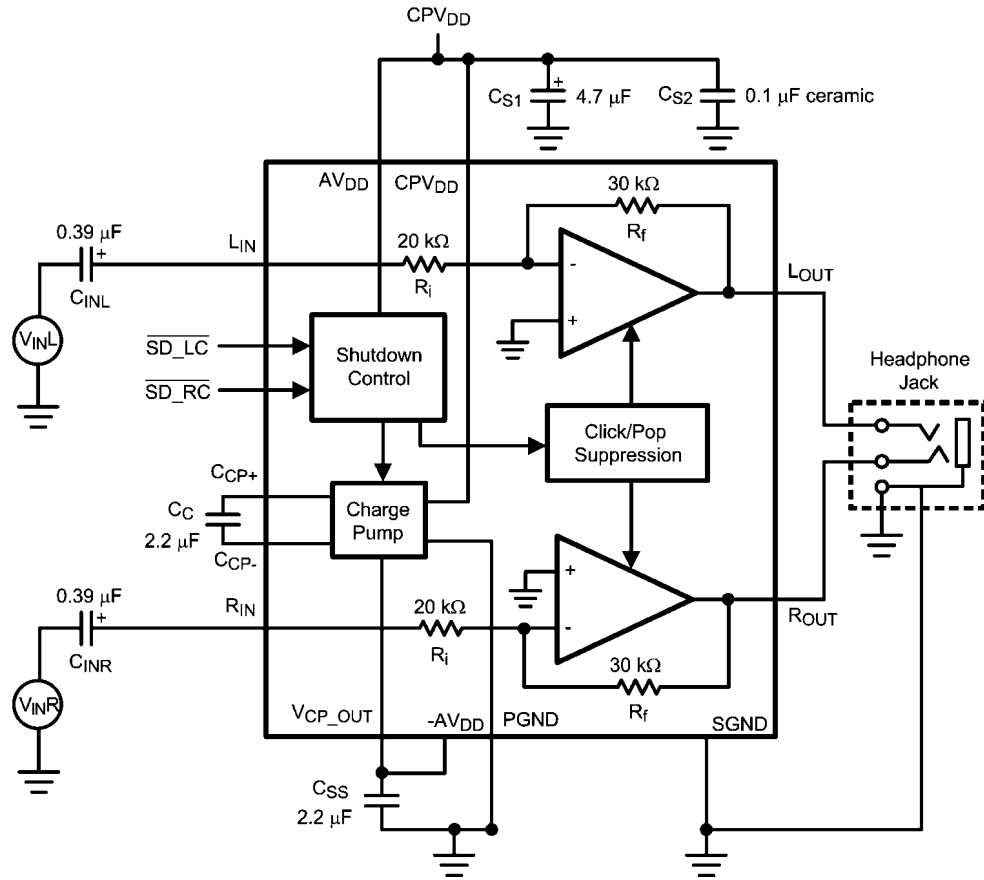 CPVDD
CS1
+
4.7 μF
CS2
0.1 μF ceramic
AVDD
CPVDD
30 kΩ
Rf
0.39 μF
+
CINL
LIN
20 kΩ
Ri
-
+
LOUT
VINL
SD_LC
SD_RC
Shutdown
Control
Click/Pop
Suppression
Headphone
Jack
CCP+
CC
2.2 μF
CCP-
Charge
Pump
0.39 μF
+
CINR
RIN
20 kΩ
Ri
+
-
ROUT
30 kΩ
Rf
VINR
VCP_OUT
-AVDD
PGND
SGND
CSS
2.2 μF